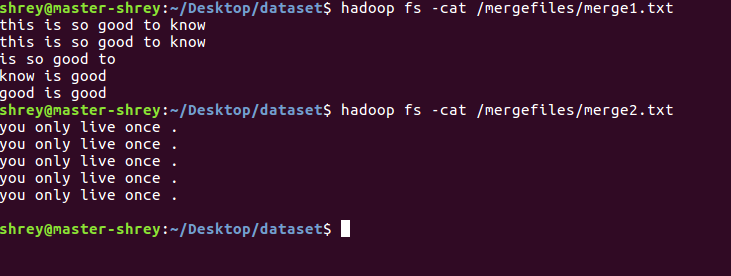 shrey@master-shrey:~/Desktop/dataset$ hadoop fs -cat /mergefiles/merge1.txt
this is so good to know
this is so good to know
is so good to
know is good
good is good
shrey@master-shrey:~/Desktop/dataset$ hadoop fs -cat /mergefiles/merge2.txt
you only live once .
you only live once .
you only live once .
you only live once .
you only live once .
shrey@master-shrey:~/Desktop/dataset$